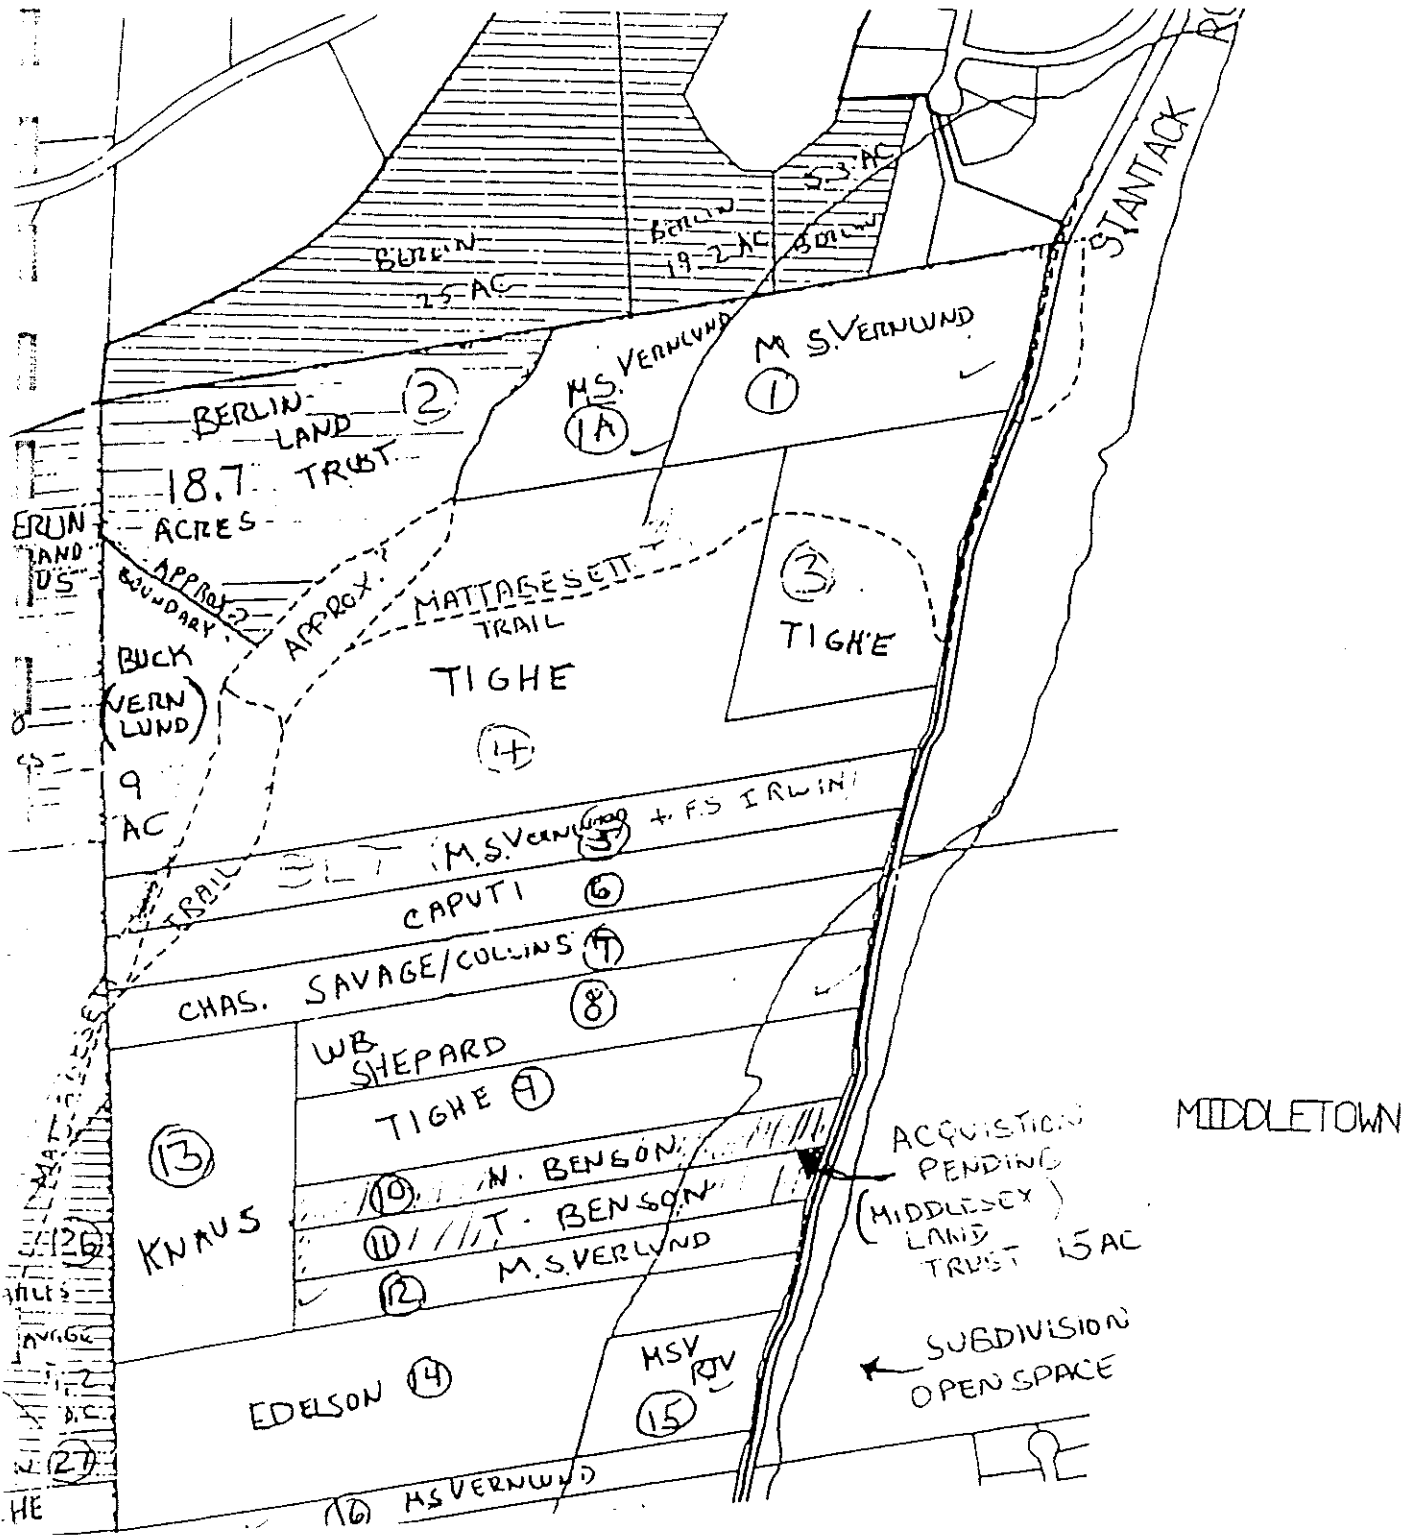 STANTACK
5.3 AC
BERLIN
BERLIN
19.2 AC
BERLIN
25 AC
M S. VERNLUND
1
M.S. VERNLUND
1A
2
BERLIN
LAND
TRUST
18.7
ACRES
APPROX
BOUNDARY
APPROX.
MATTABESETT
TRAIL
3
TIGHE
TIGHE
4
BUCK
(VERN
LUND)
9
AC
BLT
M.S. VERNLUND
5
+ F.S IRWIN
TRAIL
CAPUTI 6
CHAS. SAVAGE/COLLINS 7
8
WB
SHEPARD
TIGHE 9
10 N. BENSON
11 T. BENSON
12 M.S. VERLUND
13
KNAUS
ACQUISTION
PENDING
(MIDDLESEX)
LAND
TRUST 15 AC
MIDDLETOWN
SUBDIVISION
OPEN SPACE
MSV
RJV
15
EDELSON 14
16 MS VERNLUND
26
27
HE